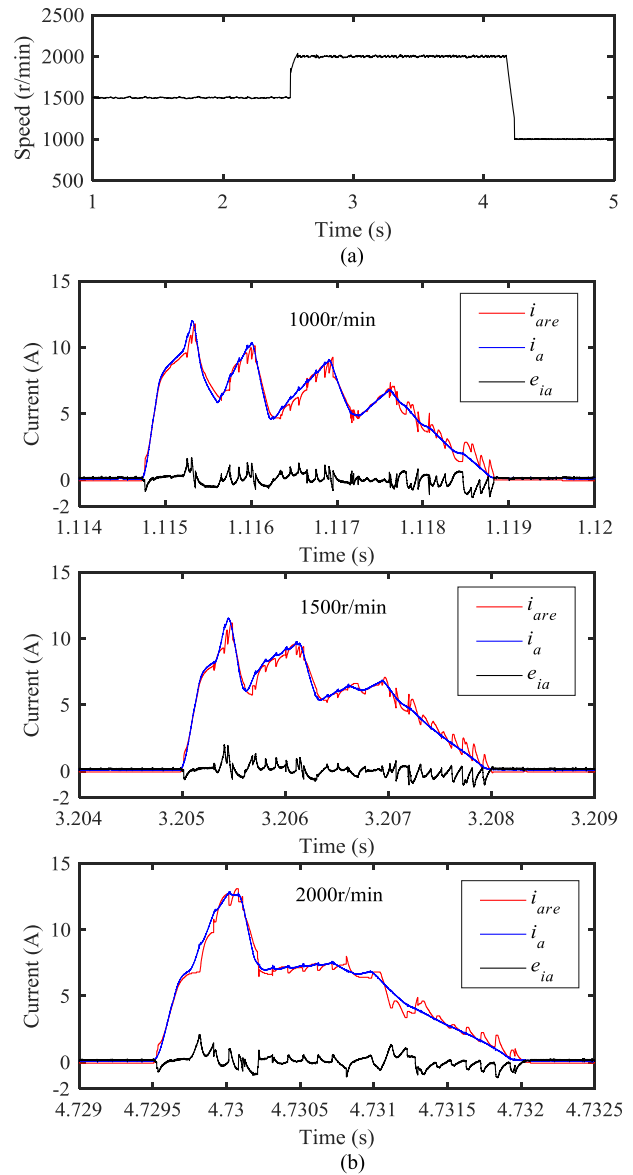 2500
2000
1500
1000
500
Speed (r/min)
1 2 3 4 5
Time (s)
(a)
15
10
5
0
-2
Current (A)
1000r/min
i_are
i_a
e_ia
1.114 1.115 1.116 1.117 1.118 1.119 1.12
Time (s)
15
10
5
0
-2
Current (A)
1500r/min
i_are
i_a
e_ia
3.204 3.205 3.206 3.207 3.208 3.209
Time (s)
15
10
5
0
-2
Current (A)
2000r/min
i_are
i_a
e_ia
4.729 4.7295 4.73 4.7305 4.731 4.7315 4.732 4.7325
Time (s)
(b)